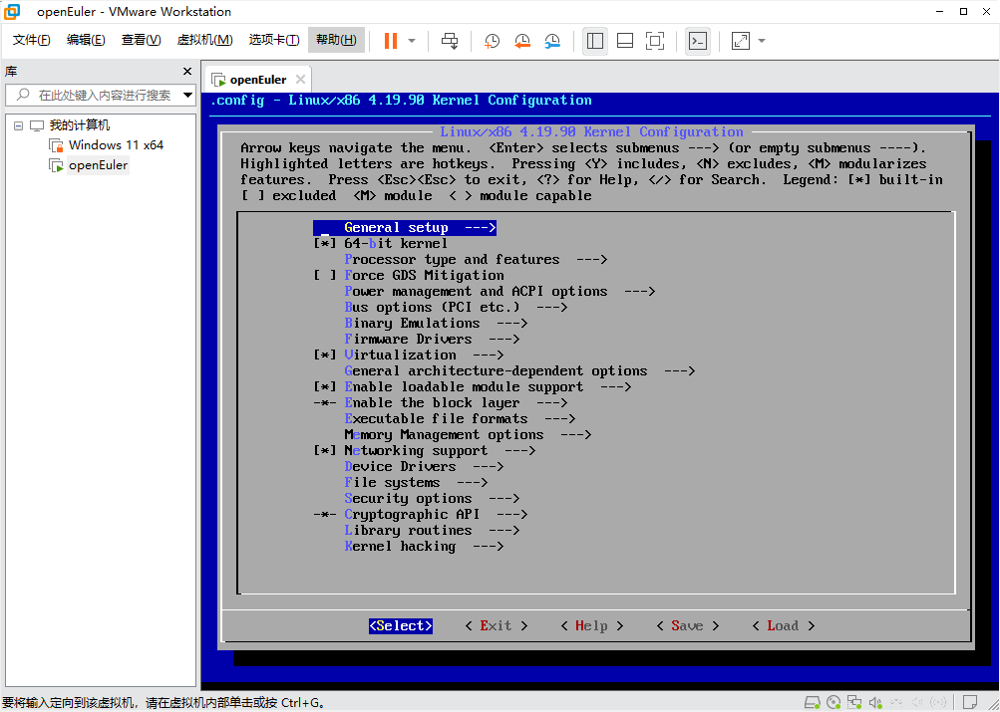 openEuler - VMware Workstation
文件(F) 编辑(E) 查看(V) 虚拟机(M) 选项卡(T) 帮助(H)
库
在此处键入内容进行搜索
我的计算机
Windows 11 x64
openEuler
openEuler
.config - Linux/x86 4.19.90 Kernel Configuration
Linux/x86 4.19.90 Kernel Configuration
Arrow keys navigate the menu.  <Enter> selects submenus ---> (or empty submenus ----).
Highlighted letters are hotkeys.  Pressing <Y> includes, <N> excludes, <M> modularizes
features.  Press <Esc><Esc> to exit, <?> for Help, </> for Search.  Legend: [*] built-in
[ ] excluded  <M> module  < > module capable
General setup  --->
[*] 64-bit kernel
Processor type and features  --->
[ ] Force GDS Mitigation
Power management and ACPI options  --->
Bus options (PCI etc.)  --->
Binary Emulations  --->
Firmware Drivers  --->
[*] Virtualization  --->
General architecture-dependent options  --->
[*] Enable loadable module support  --->
-*- Enable the block layer  --->
Executable file formats  --->
Memory Management options  --->
[*] Networking support  --->
Device Drivers  --->
File systems  --->
Security options  --->
-*- Cryptographic API  --->
Library routines  --->
Kernel hacking  --->
<Select>    < Exit >    < Help >    < Save >    < Load >
要将输入定向到该虚拟机，请在虚拟机内部单击或按 Ctrl+G。